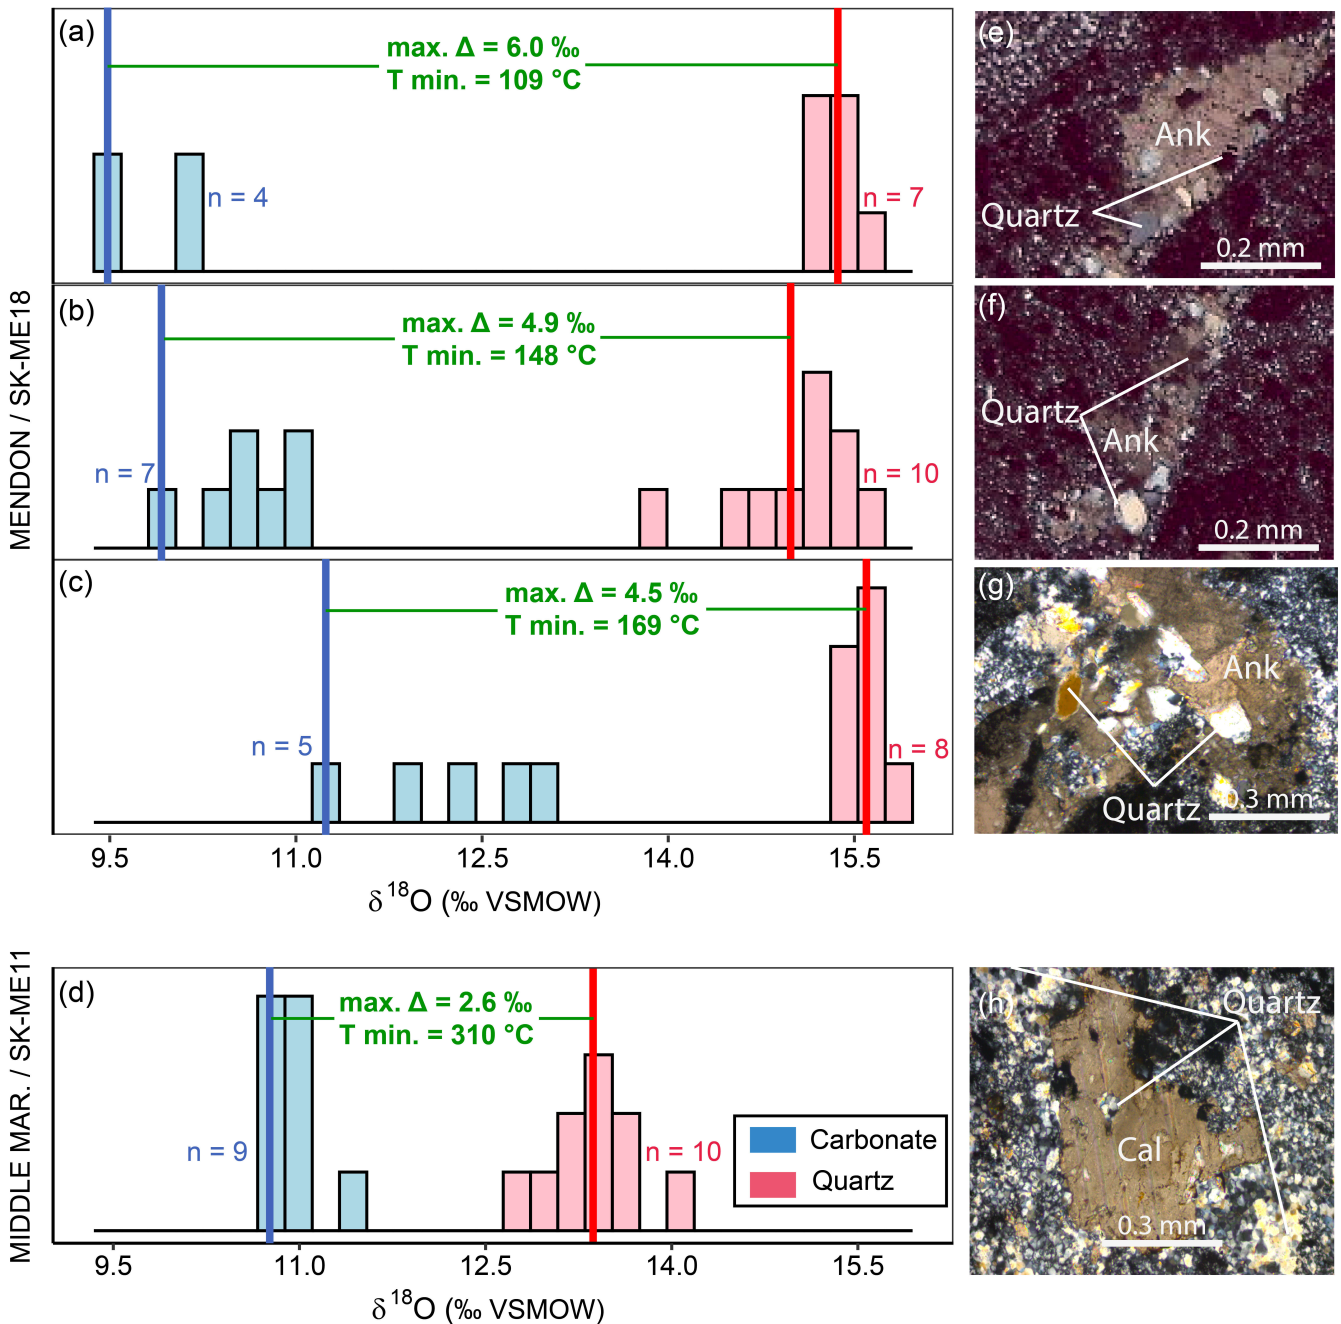 (a)
max. Δ = 6.0 ‰
T min. = 109 °C
n = 4
n = 7
(e)
Ank
Quartz
0.2 mm
MENDON / SK-ME18
(b)
max. Δ = 4.9 ‰
T min. = 148 °C
n = 7
n = 10
(f)
Quartz
Ank
0.2 mm
(c)
max. Δ = 4.5 ‰
T min. = 169 °C
n = 5
n = 8
(g)
Ank
Quartz
0.3 mm
9.5 11.0 12.5 14.0 15.5
δ ¹⁸O (‰ VSMOW)
MIDDLE MAR. / SK-ME11
(d)
max. Δ = 2.6 ‰
T min. = 310 °C
n = 9
n = 10
Carbonate
Quartz
(h)
Quartz
Cal
0.3 mm
9.5 11.0 12.5 14.0 15.5
δ ¹⁸O (‰ VSMOW)